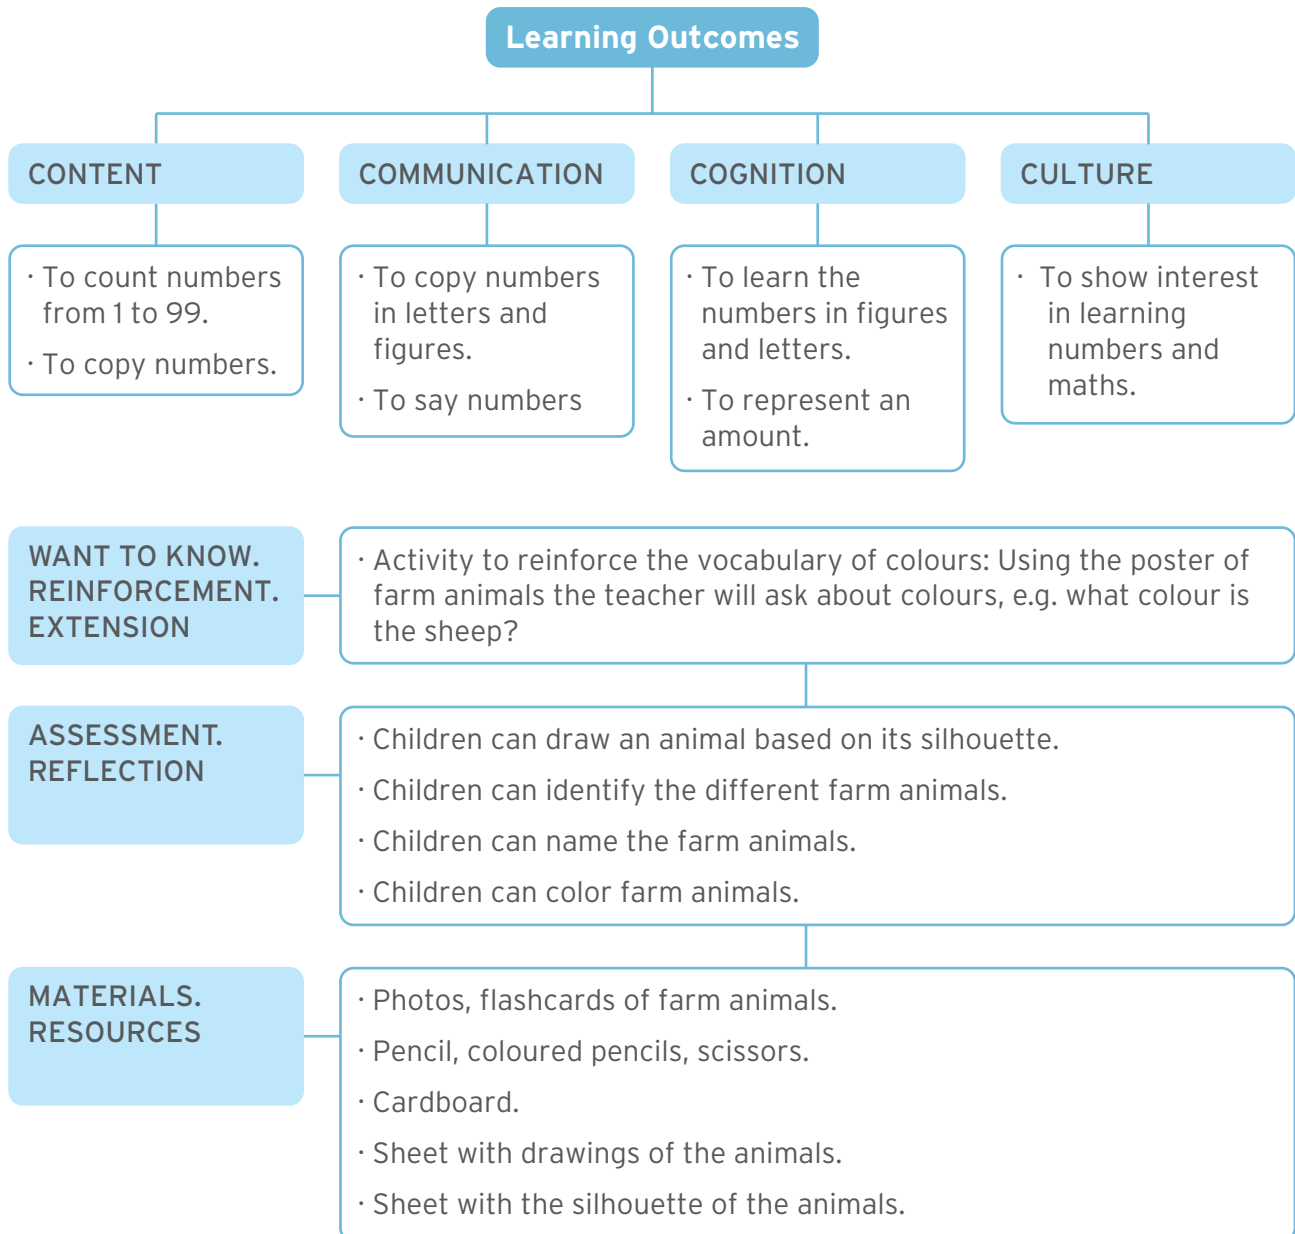 Learning Outcomes
CONTENT
· To count numbers
from 1 to 99.
· To copy numbers.
COMMUNICATION
· To copy numbers
in letters and
figures.
· To say numbers
COGNITION
· To learn the
numbers in figures
and letters.
· To represent an
amount.
CULTURE
· To show interest
in learning
numbers and
maths.
WANT TO KNOW.
REINFORCEMENT.
EXTENSION
· Activity to reinforce the vocabulary of colours: Using the poster of
farm animals the teacher will ask about colours, e.g. what colour is
the sheep?
ASSESSMENT.
REFLECTION
· Children can draw an animal based on its silhouette.
· Children can identify the different farm animals.
· Children can name the farm animals.
· Children can color farm animals.
MATERIALS.
RESOURCES
· Photos, flashcards of farm animals.
· Pencil, coloured pencils, scissors.
· Cardboard.
· Sheet with drawings of the animals.
· Sheet with the silhouette of the animals.